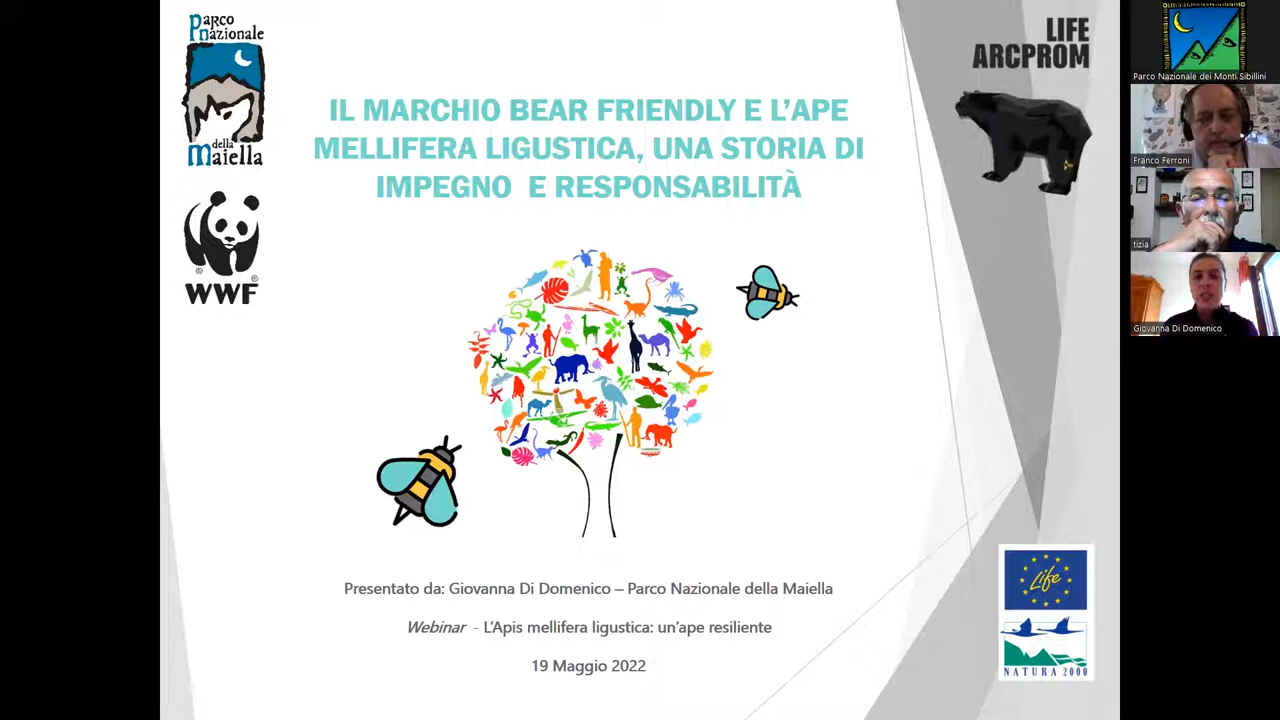 Parco
Nazionale
della
Maiella
WWF
LIFE
ARCPROM
IL MARCHIO BEAR FRIENDLY E L'APE
MELLIFERA LIGUSTICA, UNA STORIA DI
IMPEGNO E RESPONSABILITÀ
Presentato da: Giovanna Di Domenico – Parco Nazionale della Maiella
Webinar - L'Apis mellifera ligustica: un'ape resiliente
19 Maggio 2022
Life
NATURA 2000
Parco Nazionale dei Monti Sibillini
Franco Ferroni
tizia
Giovanna Di Domenico